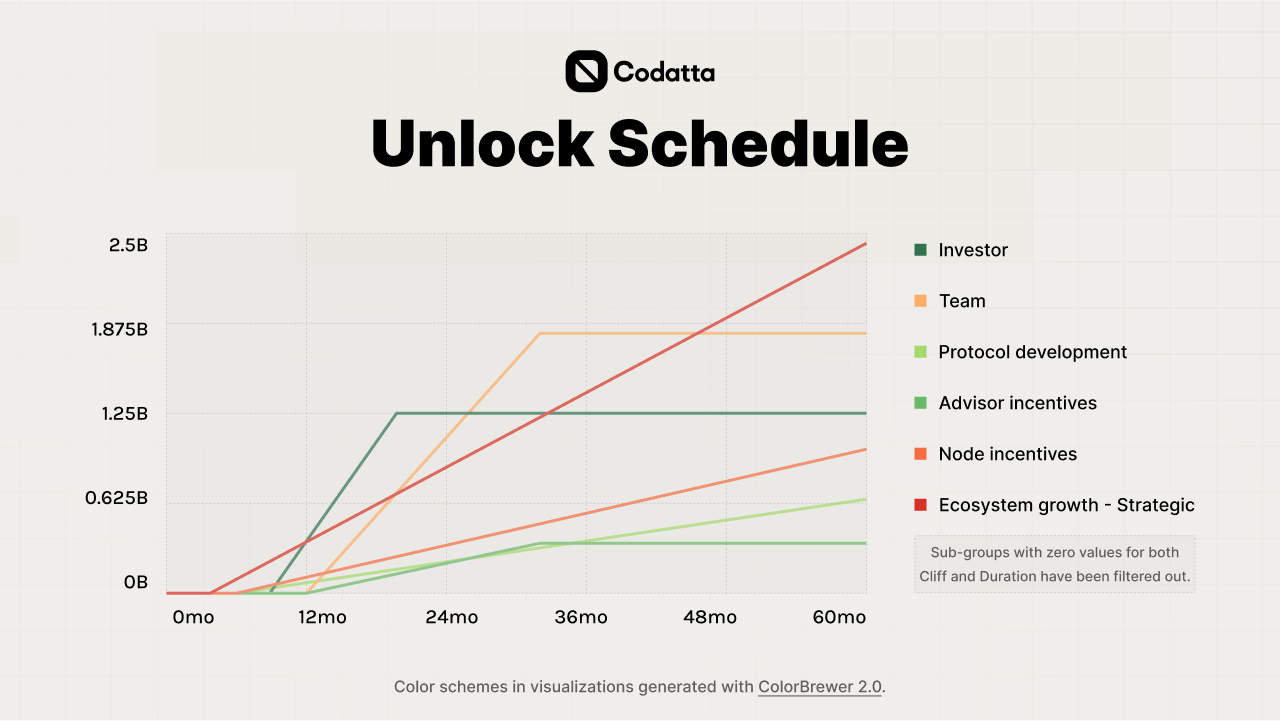 Codatta
Unlock Schedule
2.5B
1.875B
1.25B
0.625B
0B
0mo
12mo
24mo
36mo
48mo
60mo
Investor
Team
Protocol development
Advisor incentives
Node incentives
Ecosystem growth - Strategic
Sub-groups with zero values for both
Cliff and Duration have been filtered out.
Color schemes in visualizations generated with ColorBrewer 2.0.